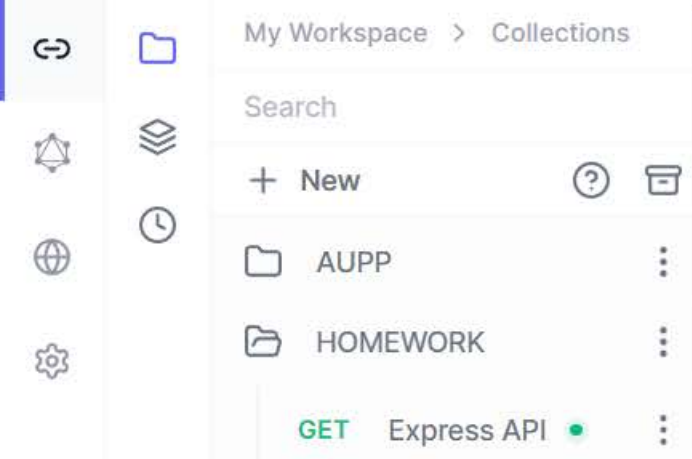 My Workspace > Collections
Search
+ New
AUPP
HOMEWORK
GET Express API